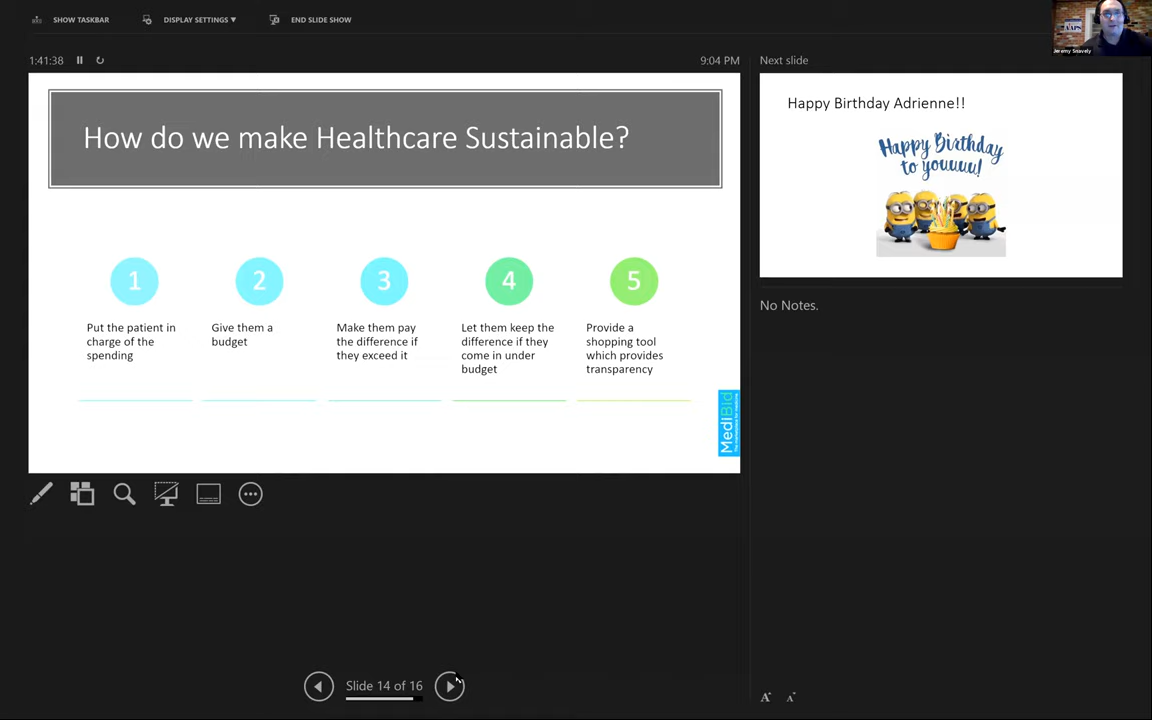 SHOW TASKBAR
DISPLAY SETTINGS ▼
END SLIDE SHOW
AAPS
Jeremy Snavely
1:41:38
9:04 PM
Next slide
How do we make Healthcare Sustainable?
1
2
3
4
5
Put the patient in
charge of the
spending
Give them a
budget
Make them pay
the difference if
they exceed it
Let them keep the
difference if they
come in under
budget
Provide a
shopping tool
which provides
transparency
MediBid
Happy Birthday Adrienne!!
Happy Birthday
to youuuu!
No Notes.
Slide 14 of 16
A
A